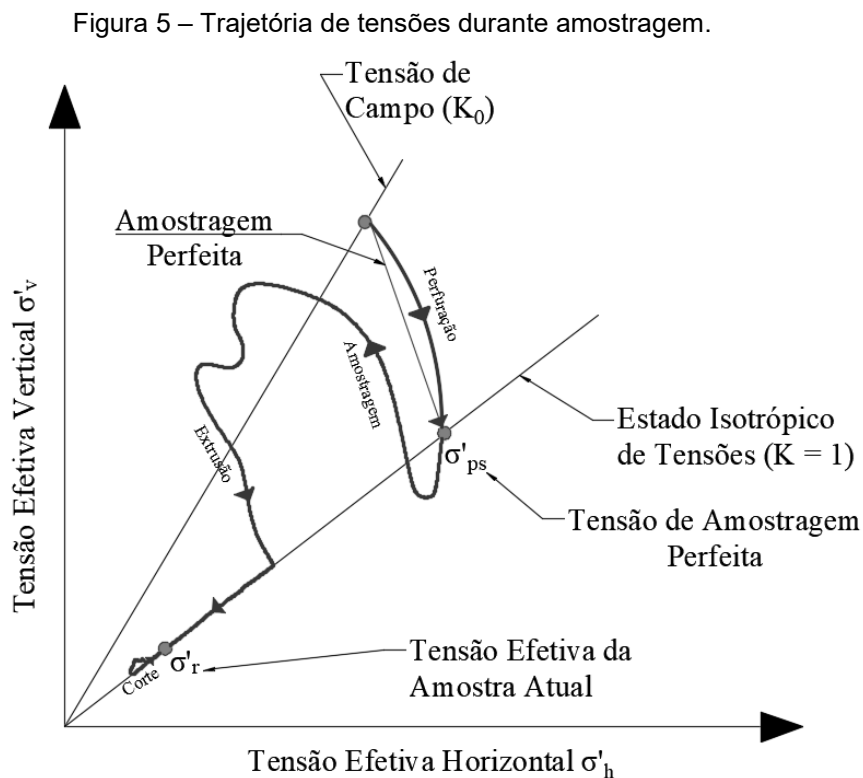 Figura 5 – Trajetória de tensões durante amostragem.
Tensão de
Campo (K₀)
Amostragem
Perfeita
Perfuração
Amostragem
Extrusão
Estado Isotrópico
de Tensões (K = 1)
σ'ps
Tensão de Amostragem
Perfeita
σ'r
Corte
Tensão Efetiva da
Amostra Atual
Tensão Efetiva Vertical σ'v
Tensão Efetiva Horizontal σ'h